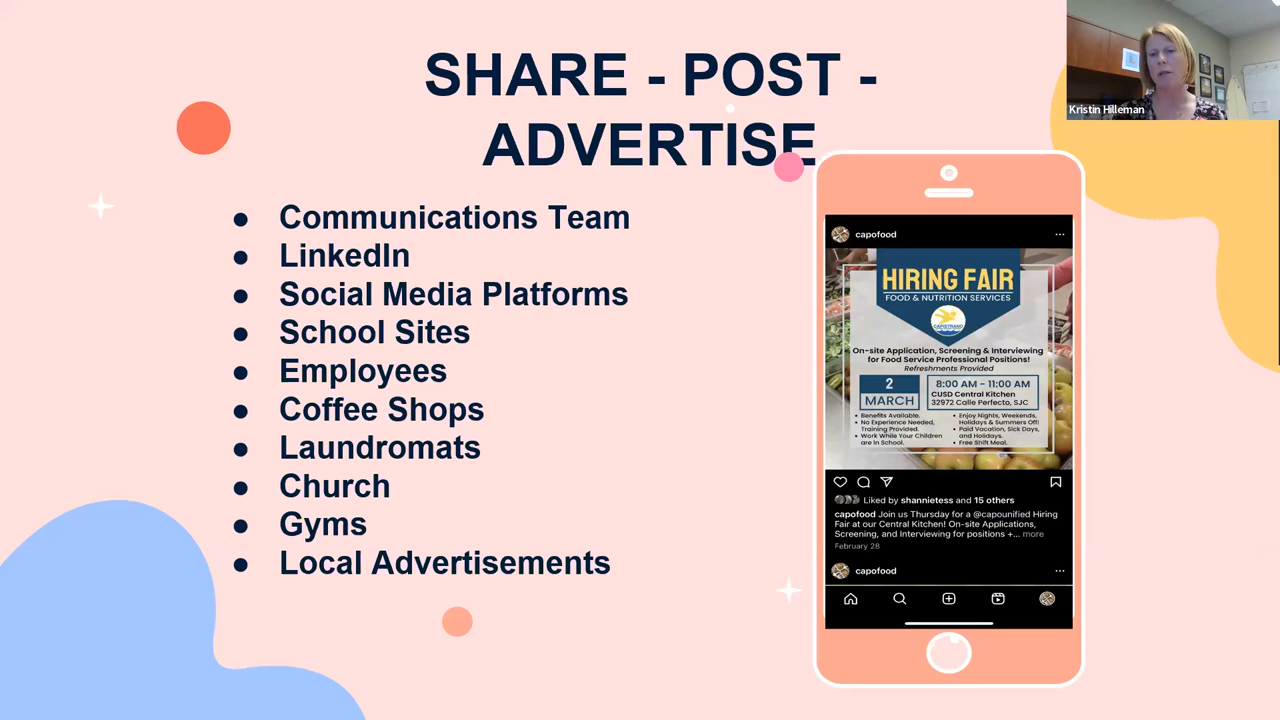 SHARE - POST -
ADVERTISE
Kristin Hilleman
● Communications Team
● LinkedIn
● Social Media Platforms
● School Sites
● Employees
● Coffee Shops
● Laundromats
● Church
● Gyms
● Local Advertisements
capofood
HIRING FAIR
FOOD & NUTRITION SERVICES
CAPISTRANO
On-site Application, Screening & Interviewing
for Food Service Professional Positions!
Refreshments Provided
2
MARCH
8:00 AM - 11:00 AM
CUSD Central Kitchen
32972 Calle Perfecto, SJC
• Benefits Available.
• No Experience Needed,
Training Provided.
• Work While Your Children
are in School.
• Enjoy Nights, Weekends,
Holidays & Summers Off!
• Paid Vacation, Sick Days,
and Holidays.
• Free Shift Meal.
Liked by shannietess and 15 others
capofood Join us Thursday for a @capounified Hiring
Fair at our Central Kitchen! On-site Applications,
Screening, and Interviewing for positions +... more
February 28
capofood